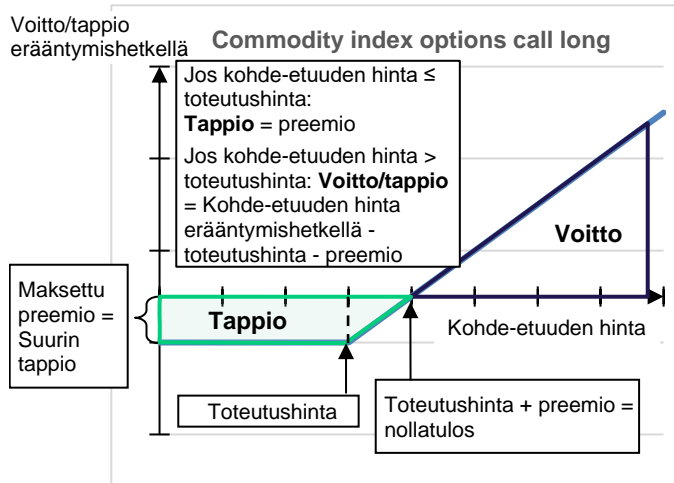 Voitto/tappio
erääntymishetkellä
Commodity index options call long
Jos kohde-etuuden hinta ≤
toteutushinta:
Tappio = preemio
Jos kohde-etuuden hinta >
toteutushinta: Voitto/tappio
= Kohde-etuuden hinta
erääntymishetkellä -
toteutushinta - preemio
Voitto
Maksettu
preemio =
Suurin
tappio
Tappio
Kohde-etuuden hinta
Toteutushinta
Toteutushinta + preemio =
nollatulos